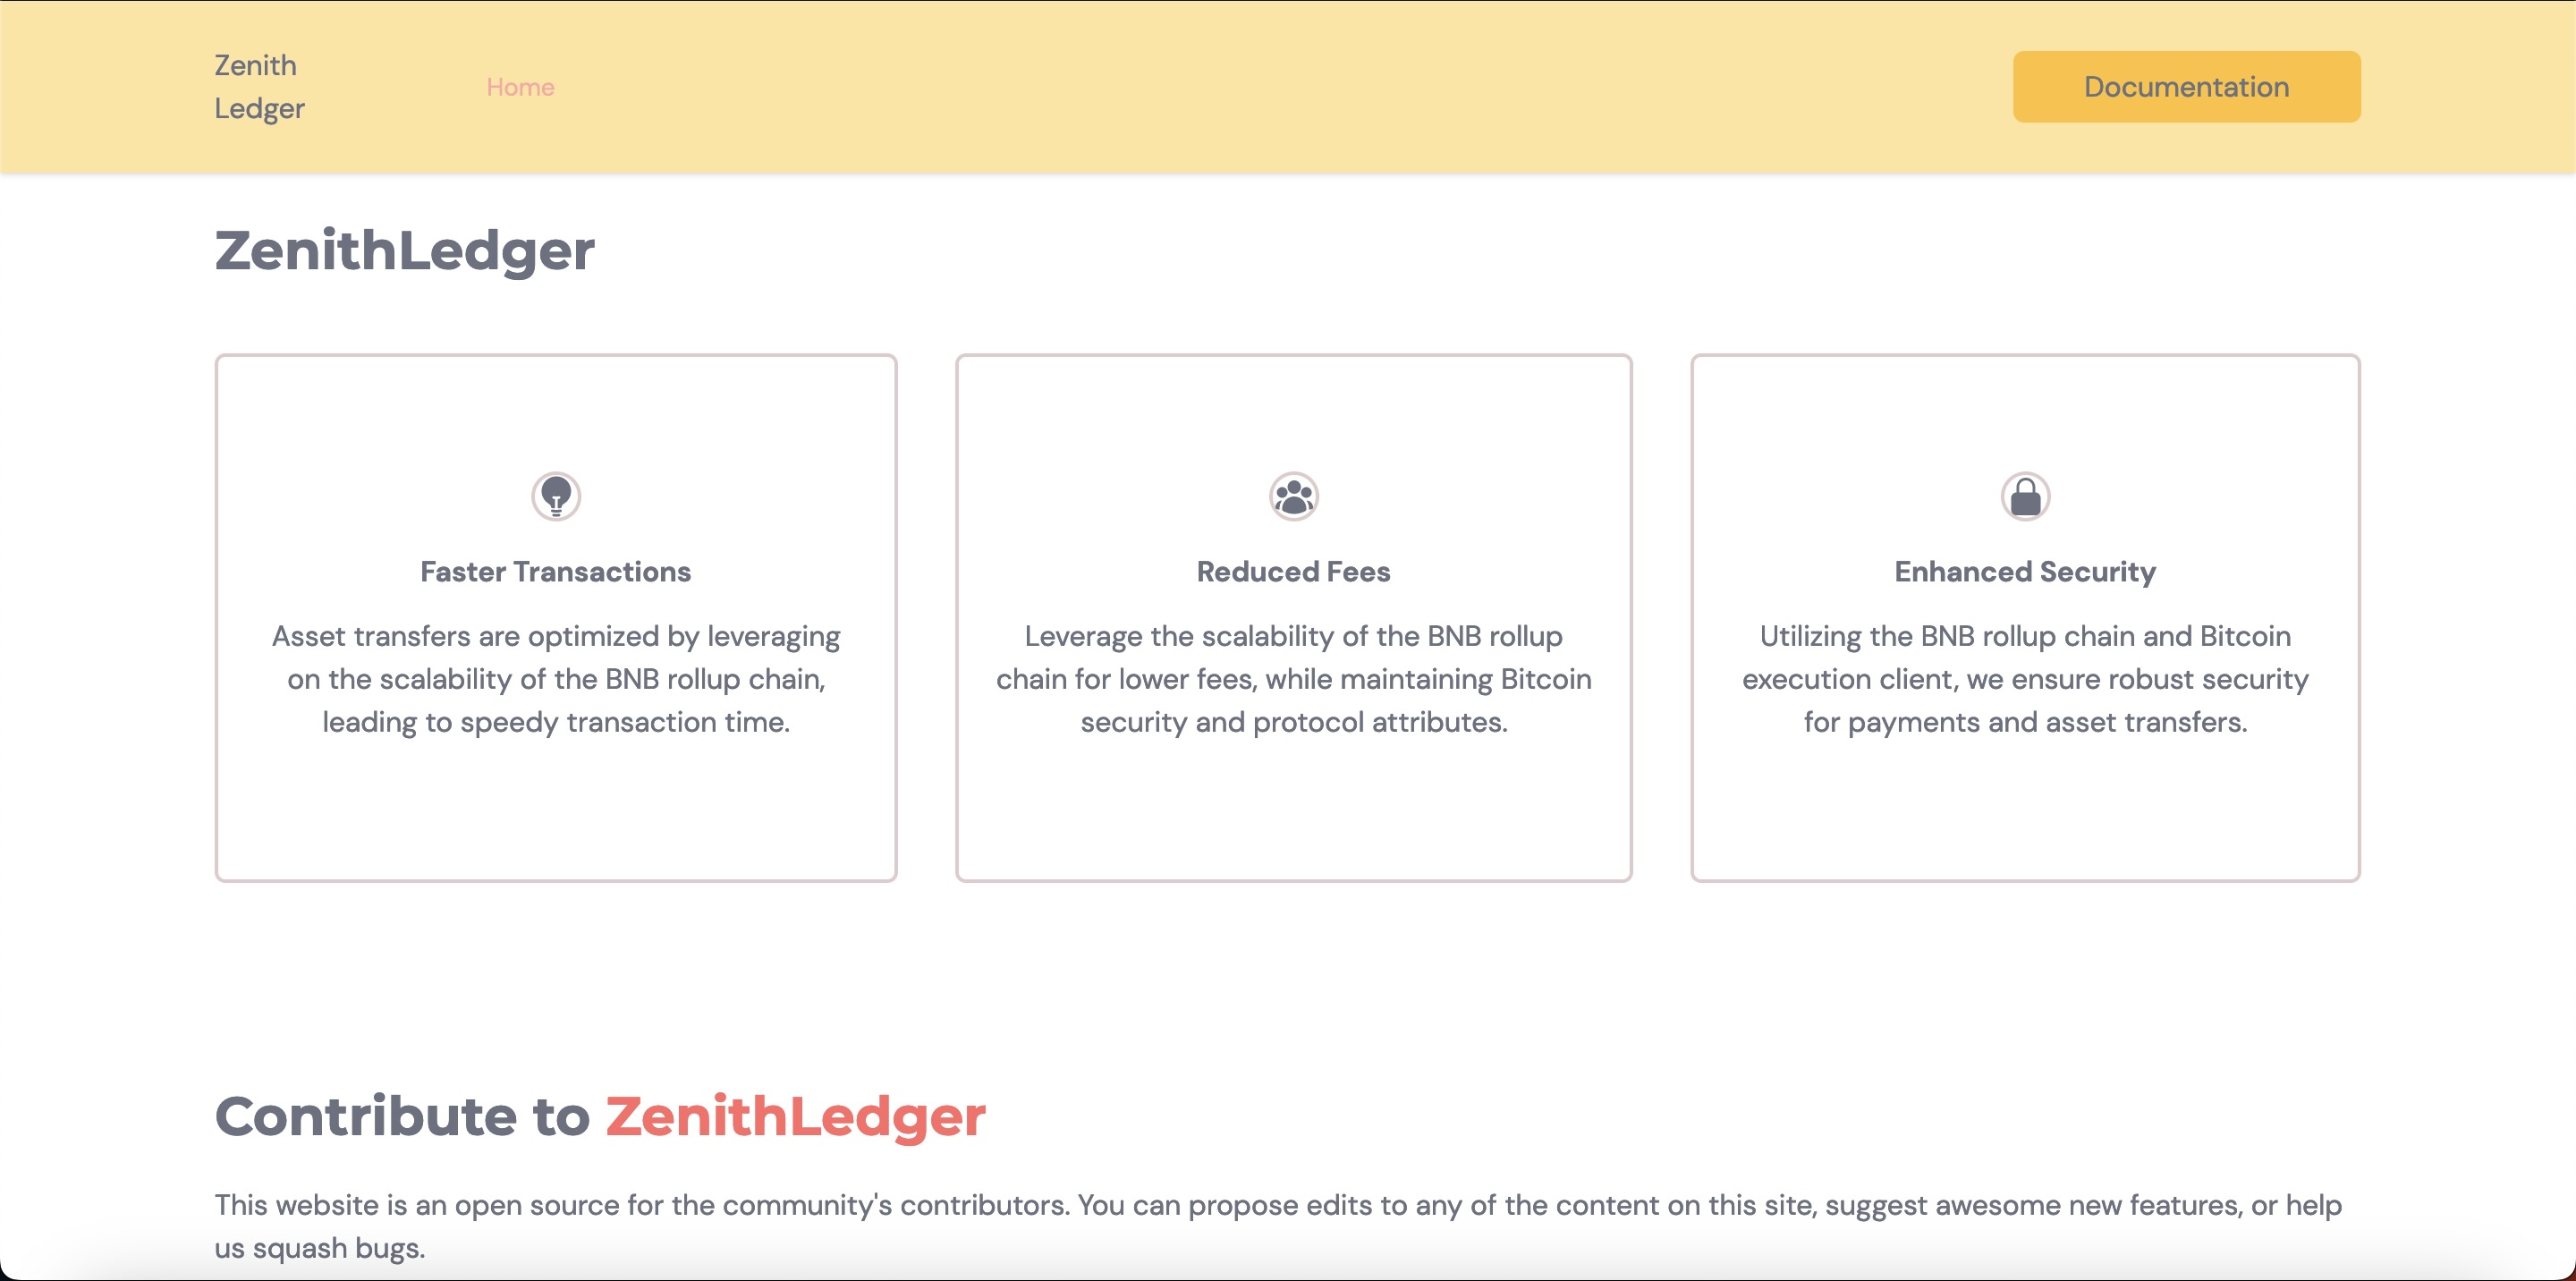 Zenith
Ledger
Home
Documentation
ZenithLedger
Faster Transactions
Asset transfers are optimized by leveraging
on the scalability of the BNB rollup chain,
leading to speedy transaction time.
Reduced Fees
Leverage the scalability of the BNB rollup
chain for lower fees, while maintaining Bitcoin
security and protocol attributes.
Enhanced Security
Utilizing the BNB rollup chain and Bitcoin
execution client, we ensure robust security
for payments and asset transfers.
Contribute to ZenithLedger
This website is an open source for the community's contributors. You can propose edits to any of the content on this site, suggest awesome new features, or help
us squash bugs.